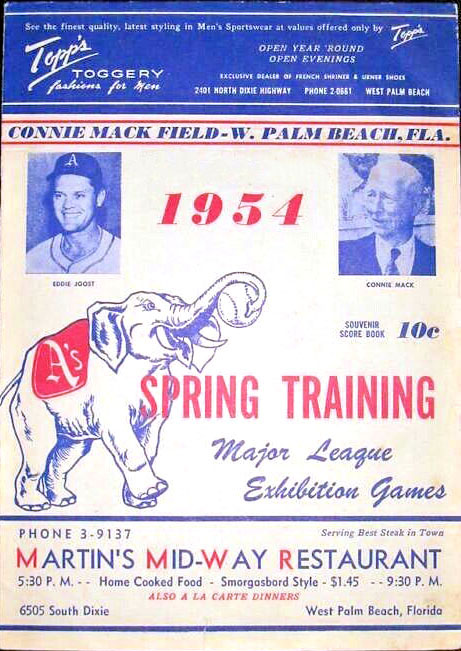 See the finest quality, latest styling in Men's Sportswear at values offered only by Topp's
Topp's
TOGGERY
fashions for Men
OPEN YEAR 'ROUND
OPEN EVENINGS
EXCLUSIVE DEALER OF FRENCH SHRINER & URNER SHOES
2401 NORTH DIXIE HIGHWAY PHONE 2-0661 WEST PALM BEACH
CONNIE MACK FIELD-W. PALM BEACH, FLA.
A
1954
EDDIE JOOST
CONNIE MACK
SOUVENIR
SCORE BOOK 10c
A's
SPRING TRAINING
Major League
Exhibition Games
PHONE 3-9137 Serving Best Steak in Town
MARTIN'S MID-WAY RESTAURANT
5:30 P. M. - - Home Cooked Food - Smorgasbord Style - $1.45 - - 9:30 P. M.
ALSO A LA CARTE DINNERS
6505 South Dixie West Palm Beach, Florida